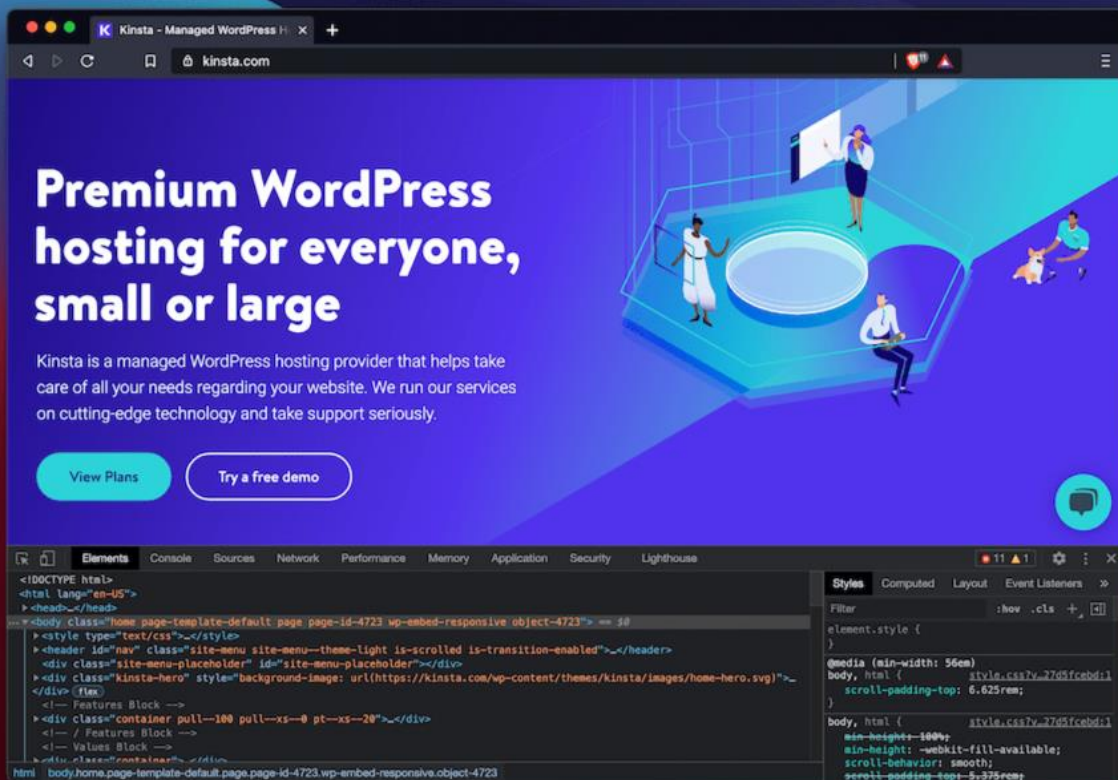 Kinsta - Managed WordPress H
kinsta.com
Premium WordPress
hosting for everyone,
small or large
Kinsta is a managed WordPress hosting provider that helps take
care of all your needs regarding your website. We run our services
on cutting-edge technology and take support seriously.
View Plans
Try a free demo
Elements Console Sources Network Performance Memory Application Security Lighthouse
11 1
<!DOCTYPE html>
<html lang="en-US">
<head>…</head>
<body class="home page-template-default page page-id-4723 wp-embed-responsive object-4723"> == $0
<style type="text/css">…</style>
<header id="nav" class="site-menu site-menu--theme-light is-scrolled is-transition-enabled">…</header>
<div class="site-menu-placeholder" id="site-menu-placeholder"></div>
<div class="kinsta-hero" style="background-image: url(https://kinsta.com/wp-content/themes/kinsta/images/home-hero.svg)">…
</div> flex
<!-- Features Block -->
<div class="container pull--100 pull--xs--0 pt--xs--20">…</div>
<!-- / Features Block -->
<!-- Values Block -->
<div class="container">…</div>
html body.home.page-template-default.page.page-id-4723.wp-embed-responsive.object-4723
Styles Computed Layout Event Listeners »
Filter :hov .cls +
element.style {
}
@media (min-width: 56em)
body, html { style.css?v…27d5fcebd:1
scroll-padding-top: 6.625rem;
}
body, html { style.css?v…27d5fcebd:1
min-height: 100%;
min-height: -webkit-fill-available;
scroll-behavior: smooth;
scroll-padding-top: 5.375rem;